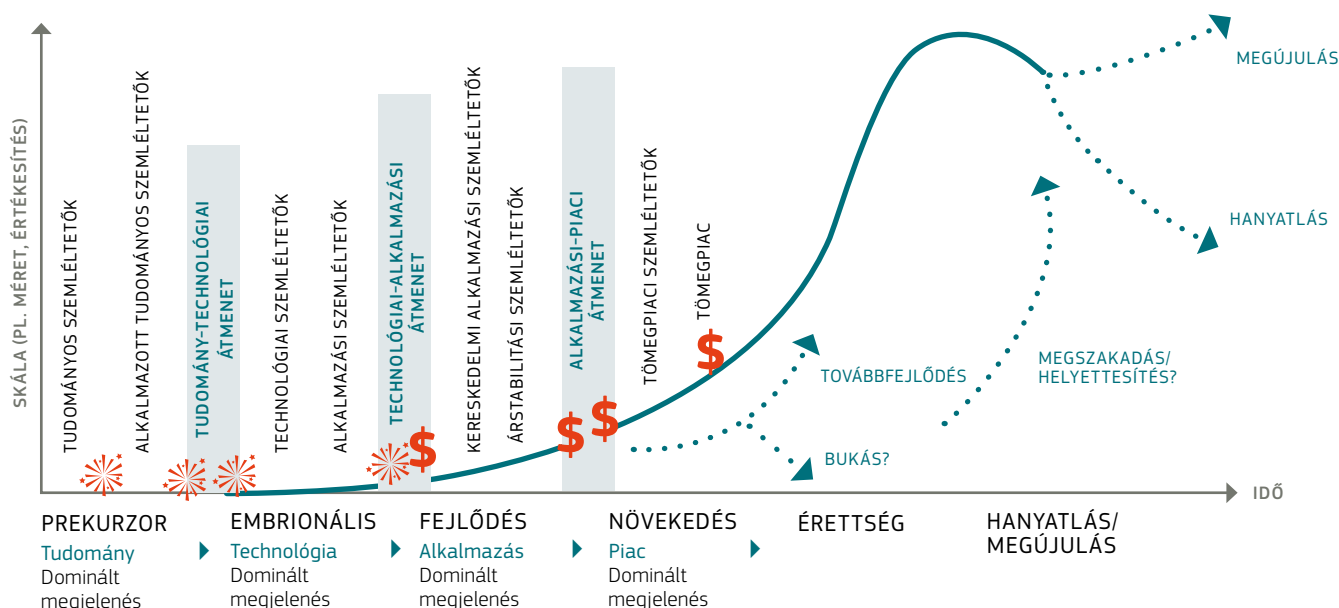 SKÁLA (PL. MÉRET, ÉRTÉKESÍTÉS)
TUDOMÁNYOS SZEMLÉLTETŐK
ALKALMAZOTT TUDOMÁNYOS SZEMLÉLTETŐK
TUDOMÁNY-TECHNOLÓGIAI
ÁTMENET
TECHNOLÓGIAI SZEMLÉLTETŐK
ALKALMAZÁSI SZEMLÉLTETŐK
TECHNOLÓGIAI-ALKALMAZÁSI
ÁTMENET
$
KERESKEDELMI ALKALMAZÁSI SZEMLÉLTETŐK
ÁRSTABILITÁSI SZEMLÉLTETŐK
ALKALMAZÁSI-PIACI
ÁTMENET
$
$
TÖMEGPIACI SZEMLÉLTETŐK
TÖMEGPIAC
$
TOVÁBBFEJLŐDÉS
BUKÁS?
MEGSZAKADÁS/
HELYETTESÍTÉS?
MEGÚJULÁS
HANYATLÁS
IDŐ
PREKURZOR
Tudomány
Dominált
megjelenés
EMBRIONÁLIS
Technológia
Dominált
megjelenés
FEJLŐDÉS
Alkalmazás
Dominált
megjelenés
NÖVEKEDÉS
Piac
Dominált
megjelenés
ÉRETTSÉG
HANYATLÁS/
MEGÚJULÁS